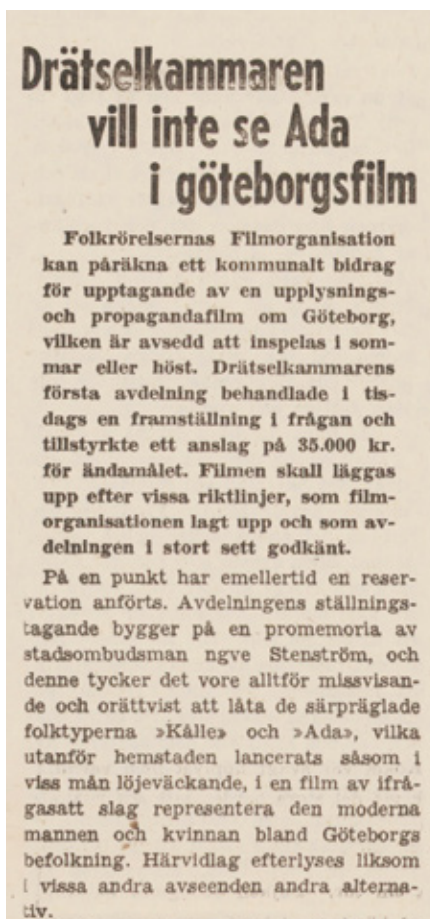 Drätselkammaren
vill inte se Ada
i göteborgsfilm
Folkrörelsernas Filmorganisation
kan påräkna ett kommunalt bidrag
för upptagande av en upplysnings-
och propagandafilm om Göteborg,
vilken är avsedd att inspelas i som-
mar eller höst. Drätselkammarens
första avdelning behandlade i tis-
dags en framställning i frågan och
tillstyrkte ett anslag på 35.000 kr.
för ändamålet. Filmen skall läggas
upp efter vissa riktlinjer, som film-
organisationen lagt upp och som av-
delningen i stort sett godkänt.
På en punkt har emellertid en reser-
vation anförts. Avdelningens ställnings-
tagande bygger på en promemoria av
stadsombudsman ngve Stenström, och
denne tycker det vore alltför missvisan-
de och orättvist att låta de särpräglade
folktyperna »Kålle» och »Ada», vilka
utanför hemstaden lancerats såsom i
viss mån löjeväckande, i en film av ifrå-
gasatt slag representera den moderna
mannen och kvinnan bland Göteborgs
befolkning. Härvidlag efterlyses liksom
i vissa andra avseenden andra alterna-
tiv.